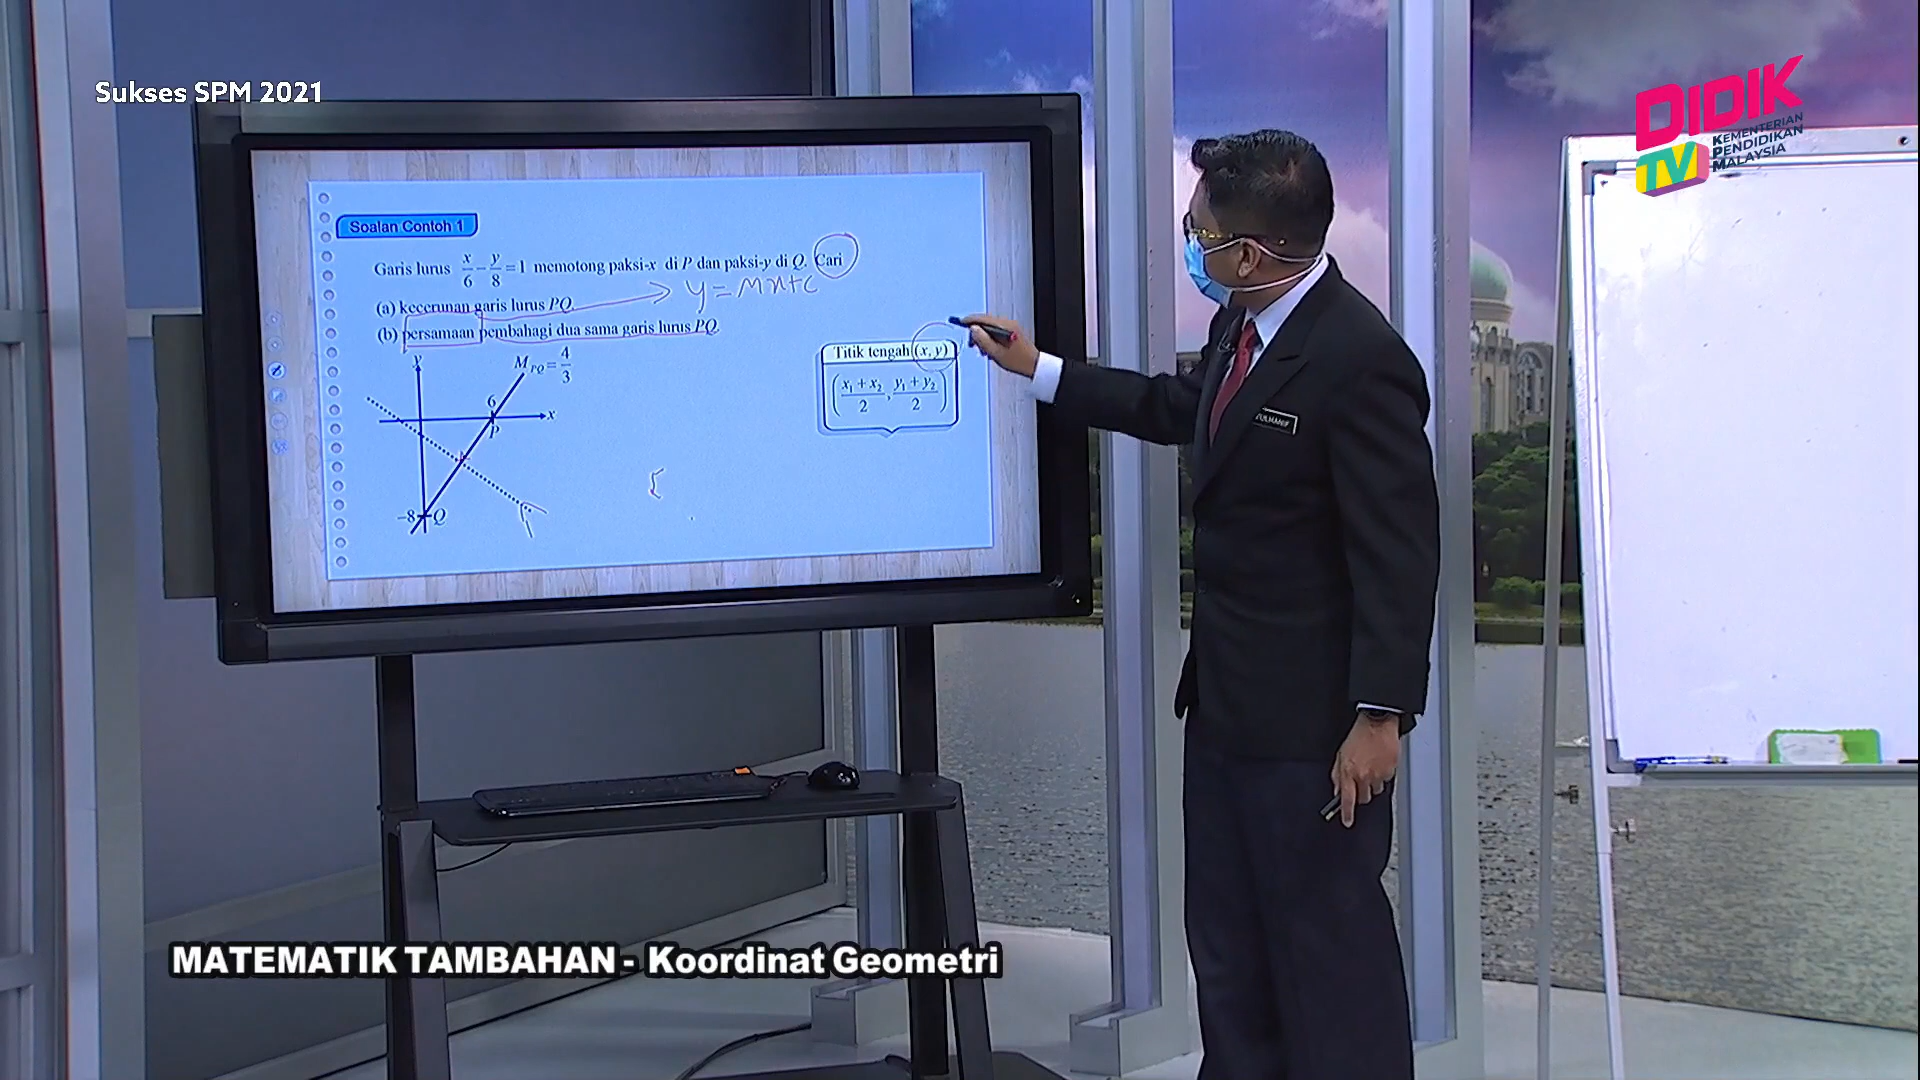 Sukses SPM 2021
DIDIK
TV
KEMENTERIAN
PENDIDIKAN
MALAYSIA
Soalan Contoh 1
Garis lurus x/6 − y/8 = 1 memotong paksi-x di P dan paksi-y di Q. Cari
y = mx+c
(a) kecerunan garis lurus PQ.
(b) persamaan pembahagi dua sama garis lurus PQ.
Titik tengah (x, y)
((x₁ + x₂)/2, (y₁ + y₂)/2)
y
M_PQ = 4/3
6
x
P
−8
Q
MATEMATIK TAMBAHAN - Koordinat Geometri